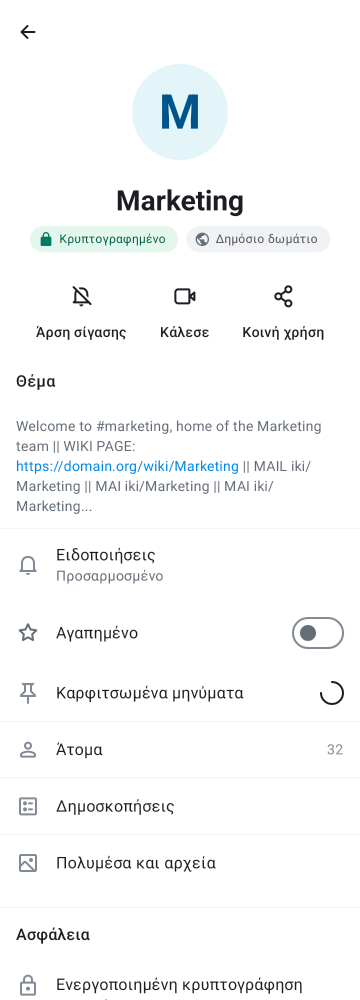 M
Marketing
Κρυπτογραφημένο
Δημόσιο δωμάτιο
Άρση σίγασης
Κάλεσε
Κοινή χρήση
Θέμα
Welcome to #marketing, home of the Marketing
team || WIKI PAGE:
https://domain.org/wiki/Marketing || MAIL iki/
Marketing || MAI iki/Marketing || MAI iki/
Marketing...
Ειδοποιήσεις
Προσαρμοσμένο
Αγαπημένο
Καρφιτσωμένα μηνύματα
Άτομα 32
Δημοσκοπήσεις
Πολυμέσα και αρχεία
Ασφάλεια
Ενεργοποιημένη κρυπτογράφηση